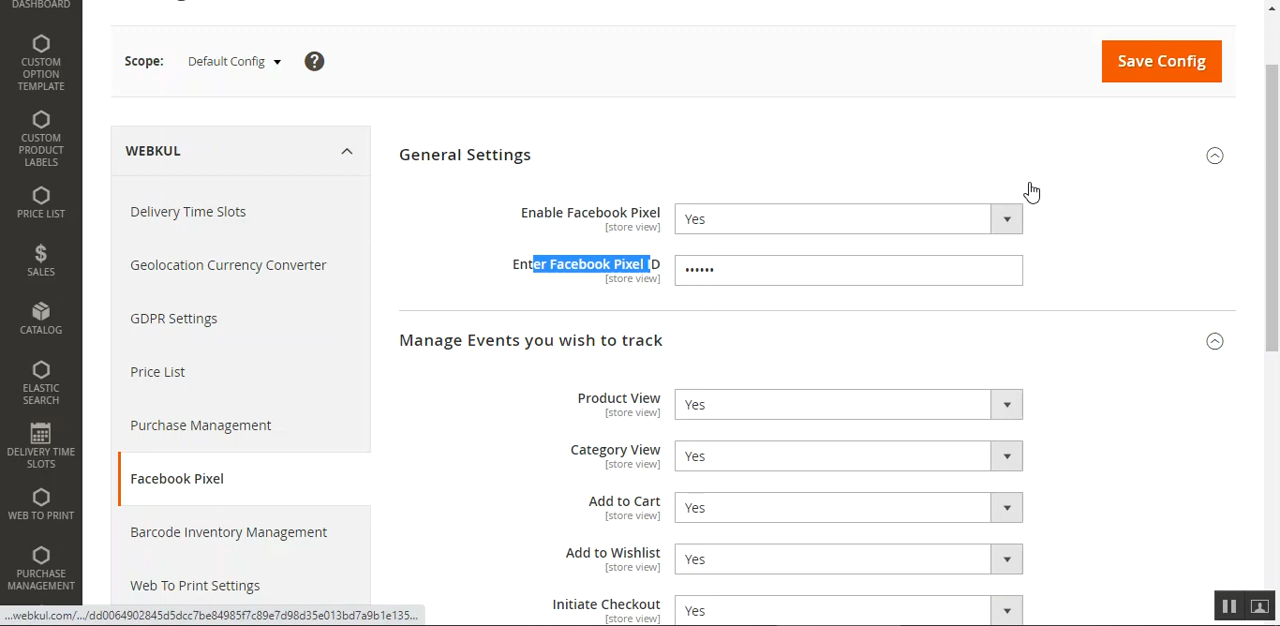 DASHBOARD
CUSTOM
OPTION
TEMPLATE
CUSTOM
PRODUCT
LABELS
PRICE LIST
$
SALES
CATALOG
ELASTIC
SEARCH
DELIVERY TIME
SLOTS
WEB TO PRINT
PURCHASE
MANAGEMENT
Scope: Default Config ?
Save Config
WEBKUL
Delivery Time Slots
Geolocation Currency Converter
GDPR Settings
Price List
Purchase Management
Facebook Pixel
Barcode Inventory Management
Web To Print Settings
General Settings
Enable Facebook Pixel Yes
[store view]
Enter Facebook Pixel ID ••••••
[store view]
Manage Events you wish to track
Product View Yes
[store view]
Category View Yes
[store view]
Add to Cart Yes
[store view]
Add to Wishlist Yes
[store view]
Initiate Checkout Yes
[store view]
...webkul.com/.../dd0064902845d5dcc7be84985f7c89e7d98d35e013bd7a9b1e135...